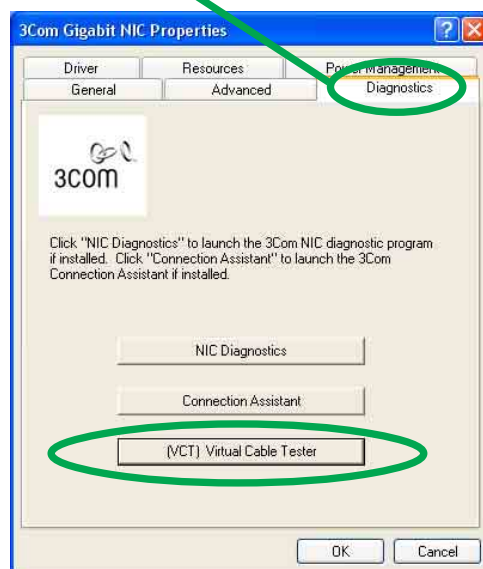 3Com Gigabit NIC Properties
Driver Resources Power Management
General Advanced Diagnostics
3COM
Click "NIC Diagnostics" to launch the 3Com NIC diagnostic program
if installed. Click "Connection Assistant" to launch the 3Com
Connection Assistant if installed.
NIC Diagnostics
Connection Assistant
(VCT) Virtual Cable Tester
OK Cancel